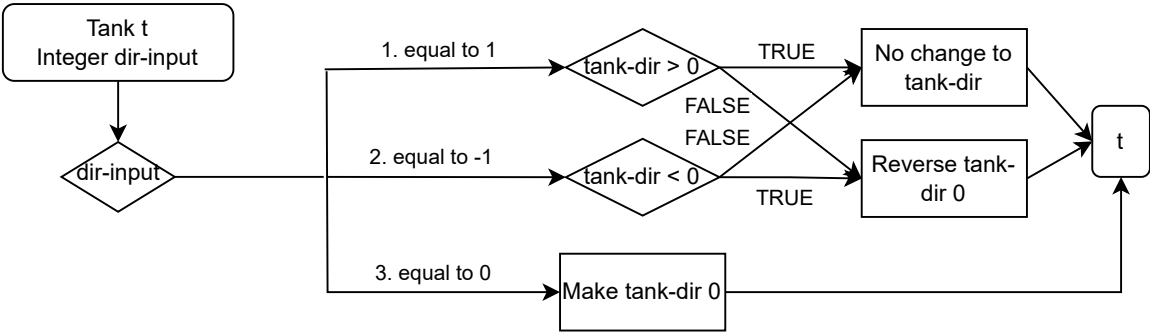 Tank t
Integer dir-input
dir-input
1. equal to 1
tank-dir > 0
TRUE
No change to
tank-dir
FALSE
FALSE
2. equal to -1
tank-dir < 0
TRUE
Reverse tank-
dir 0
t
3. equal to 0
Make tank-dir 0